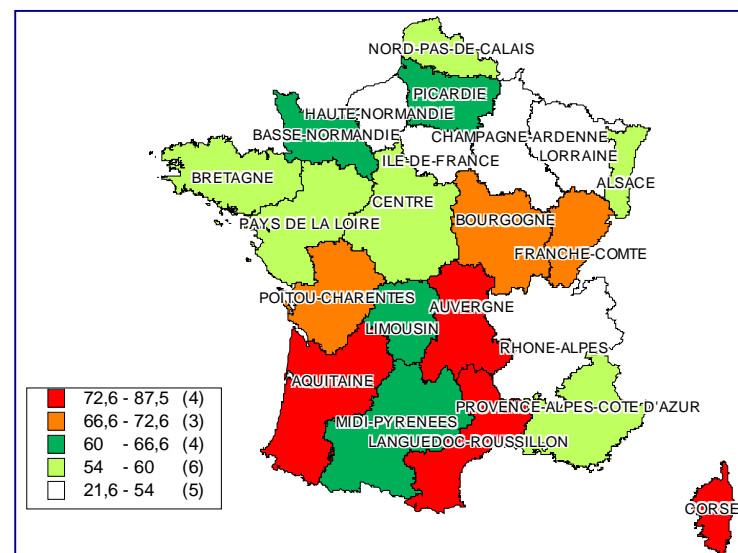 NORD-PAS-DE-CALAIS
PICARDIE
HAUTE-NORMANDIE
BASSE-NORMANDIE
CHAMPAGNE-ARDENNE
ILE-DE-FRANCE
LORRAINE
ALSACE
BRETAGNE
CENTRE
PAYS DE LA LOIRE
BOURGOGNE
FRANCHE-COMTE
POITOU-CHARENTES
AUVERGNE
LIMOUSIN
RHONE-ALPES
AQUITAINE
PROVENCE-ALPES-COTE D'AZUR
MIDI-PYRENEES
LANGUEDOC-ROUSSILLON
CORSE
72,6 - 87,5 (4)
66,6 - 72,6 (3)
60 - 66,6 (4)
54 - 60 (6)
21,6 - 54 (5)